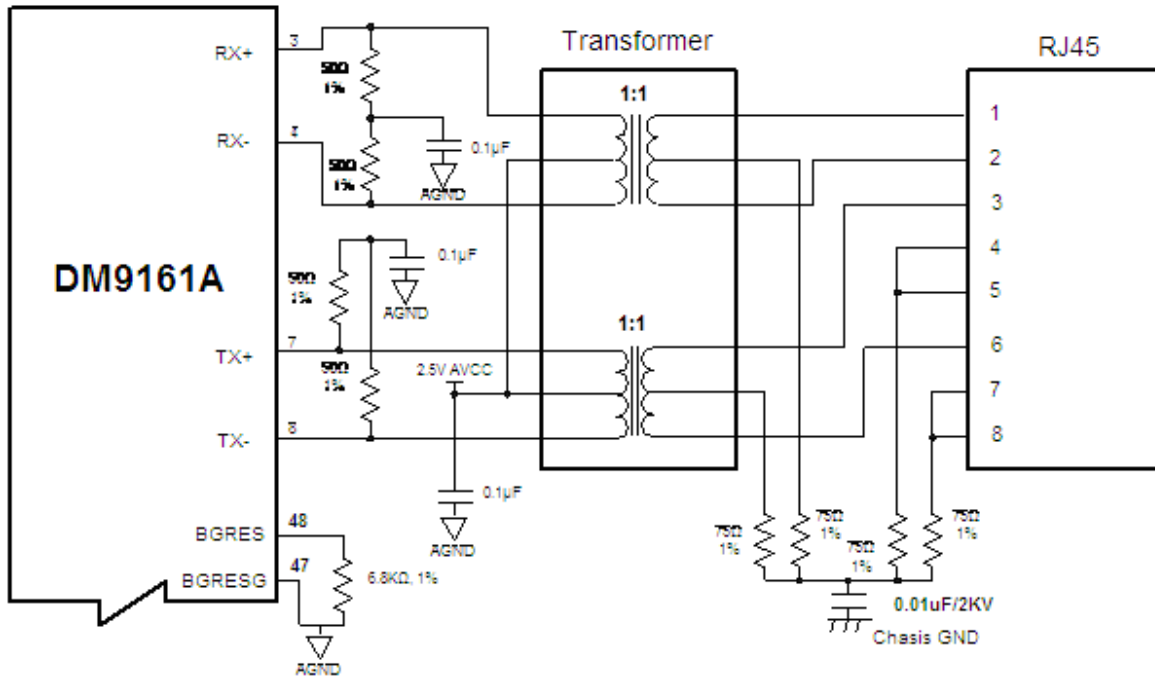 RX+
3
50Ω
1%
Transformer
RJ45
1:1
1
RX-
0.1µF
2
50Ω
1%
AGND
3
4
DM9161A
50Ω
1%
0.1µF
AGND
5
1:1
TX+
7
50Ω
1%
2.5V AVCC
6
7
TX-
8
8
0.1µF
AGND
BGRES
48
75Ω
1%
75Ω
1%
75Ω
1%
75Ω
1%
BGRESG
47
6.8KΩ, 1%
0.01uF/2KV
Chasis GND
AGND